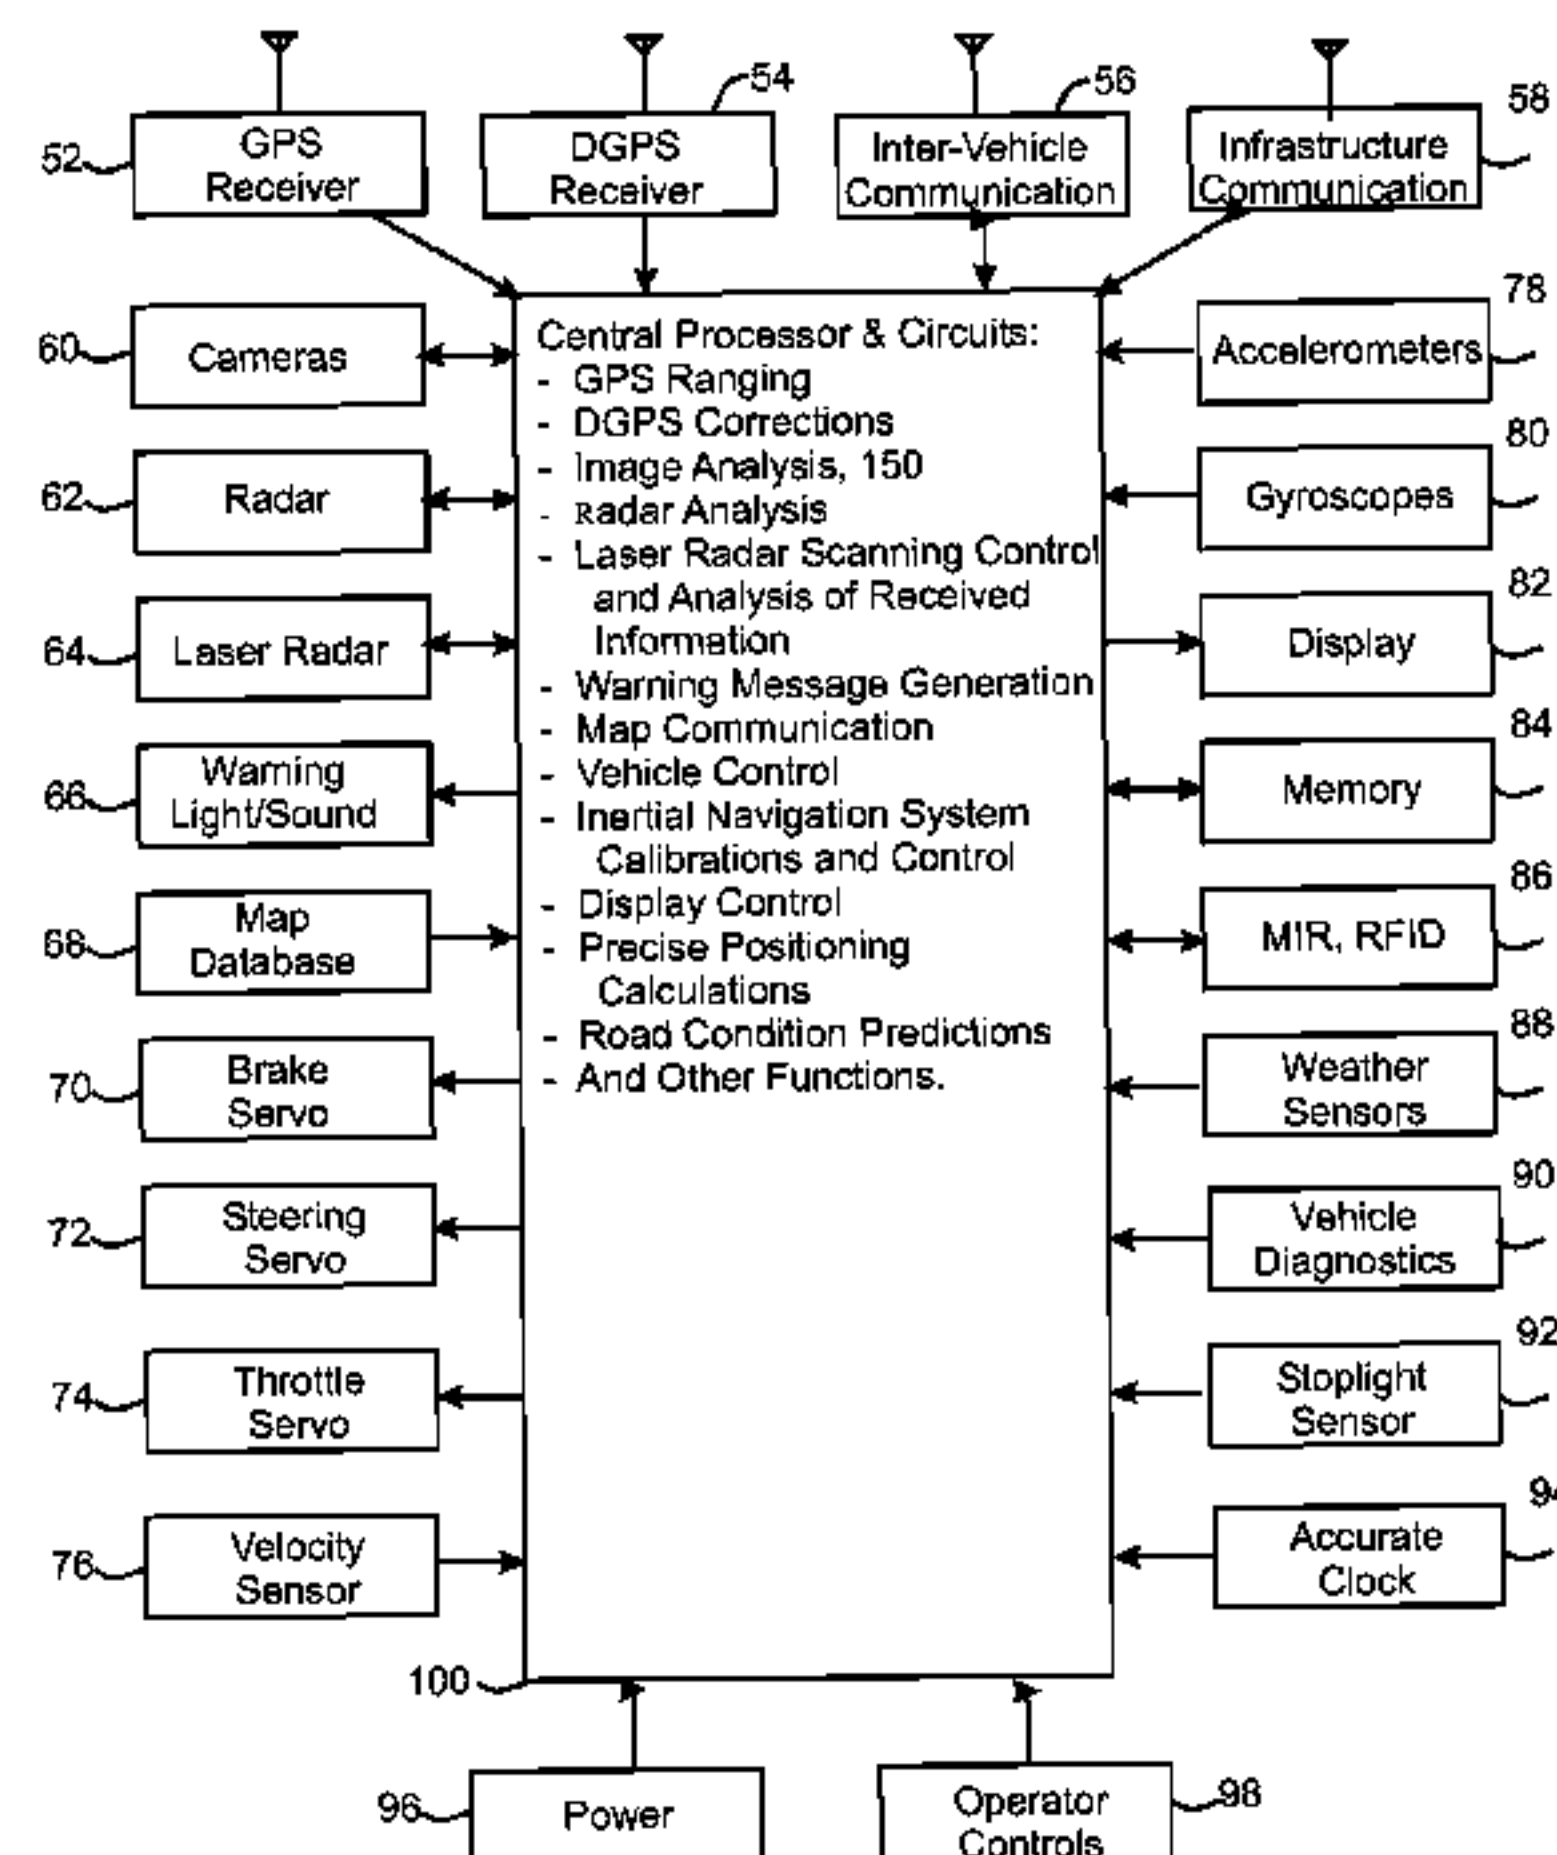 54
56
58
52
GPS
Receiver
DGPS
Receiver
Inter-Vehicle
Communication
Infrastructure
Communication
60
Cameras
62
Radar
64
Laser Radar
66
Warning
Light/Sound
68
Map
Database
70
Brake
Servo
72
Steering
Servo
74
Throttle
Servo
76
Velocity
Sensor
Central Processor & Circuits:
- GPS Ranging
- DGPS Corrections
- Image Analysis, 150
- Radar Analysis
- Laser Radar Scanning Control
and Analysis of Received
Information
- Warning Message Generation
- Map Communication
- Vehicle Control
- Inertial Navigation System
Calibrations and Control
- Display Control
- Precise Positioning
Calculations
- Road Condition Predictions
- And Other Functions.
78
Accelerometers
80
Gyroscopes
82
Display
84
Memory
86
MIR, RFID
88
Weather
Sensors
90
Vehicle
Diagnostics
92
Stoplight
Sensor
94
Accurate
Clock
100
96
Power
Operator
Controls
98